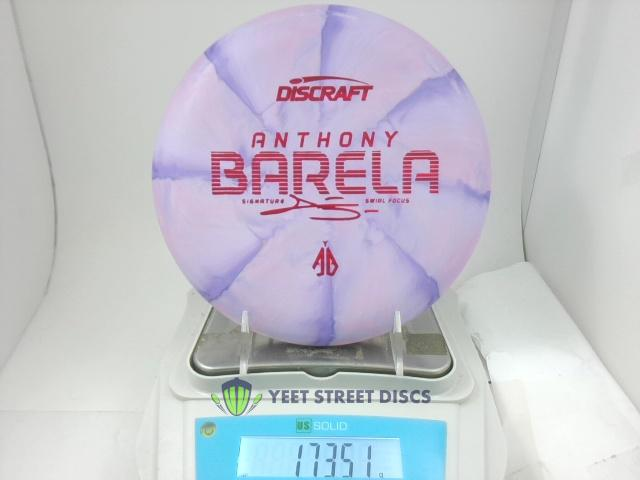 DISCRAFT
ANTHONY
BARELA
SIGNATURE SWIRL FOCUS
AB
YEET STREET DISCS
US SOLID
173.51 g